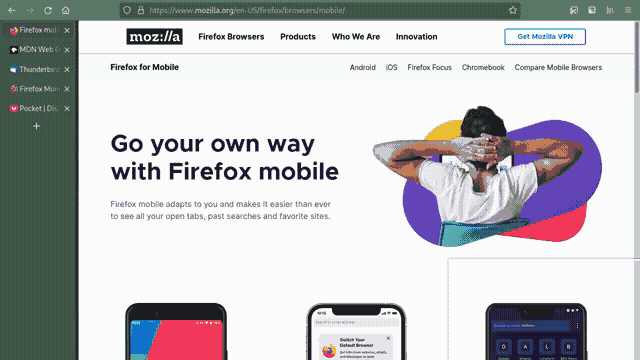 https://www.mozilla.org/en-US/firefox/browsers/mobile/
Firefox mob
MDN Web D
Thunderbird
Firefox Mon
Pocket | Dis
moz://a
Firefox Browsers
Products
Who We Are
Innovation
Get Mozilla VPN
Firefox for Mobile
Android
iOS
Firefox Focus
Chromebook
Compare Mobile Browsers
Go your own way
with Firefox mobile
Firefox mobile adapts to you and makes it easier than ever
to see all your open tabs, past searches and favorite sites.
Switch Your
Default Browser